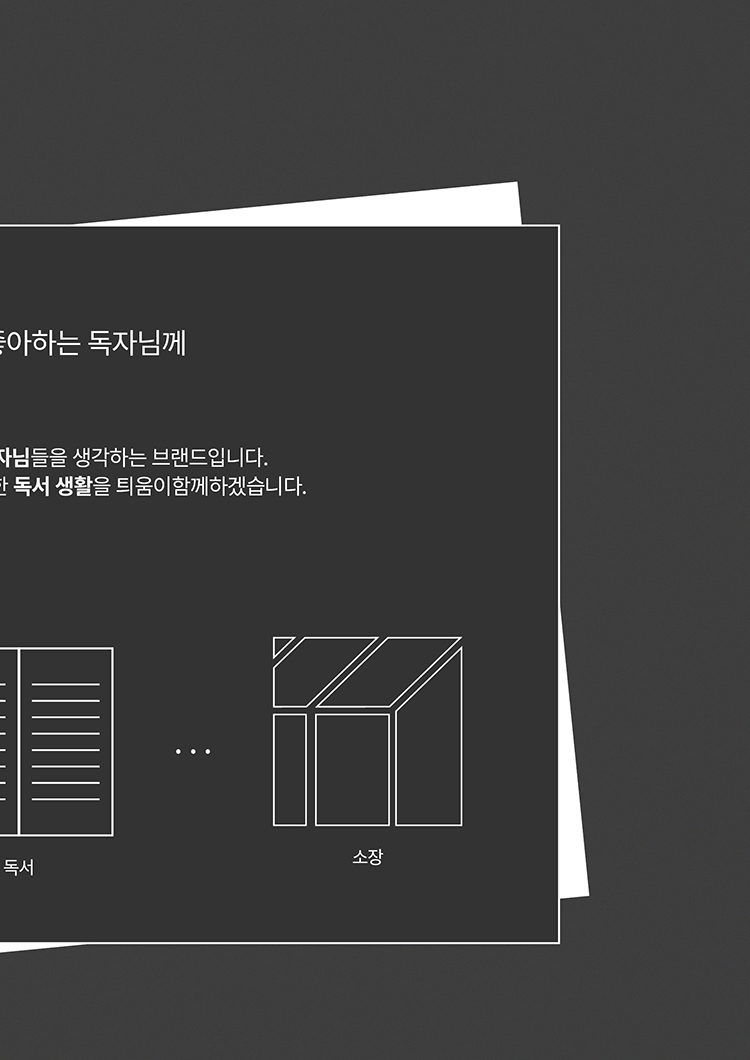 좋아하는 독자님께
자님들을 생각하는 브랜드입니다.
한 독서 생활을 틔움이함께하겠습니다.
독서
소장